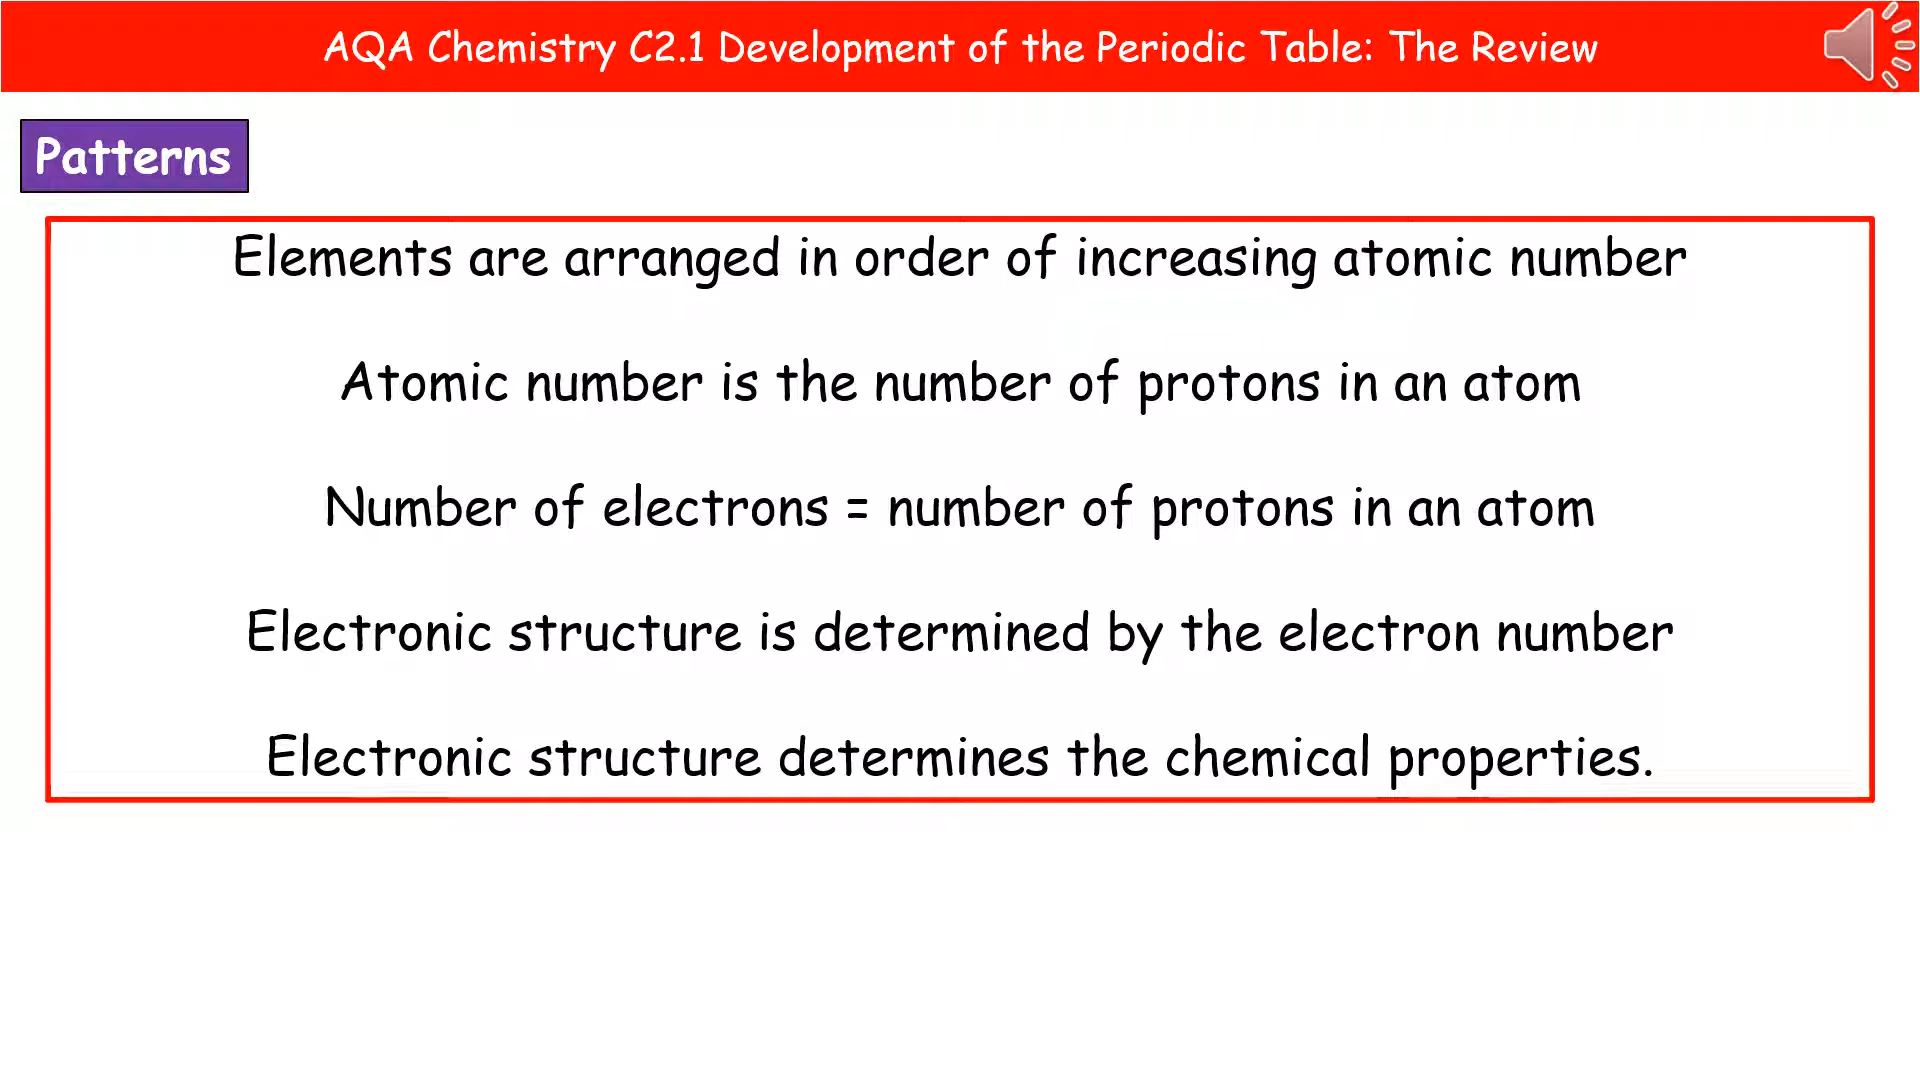 AQA Chemistry C2.1 Development of the Periodic Table: The Review
Patterns
Elements are arranged in order of increasing atomic number
Atomic number is the number of protons in an atom
Number of electrons = number of protons in an atom
Electronic structure is determined by the electron number
Electronic structure determines the chemical properties.